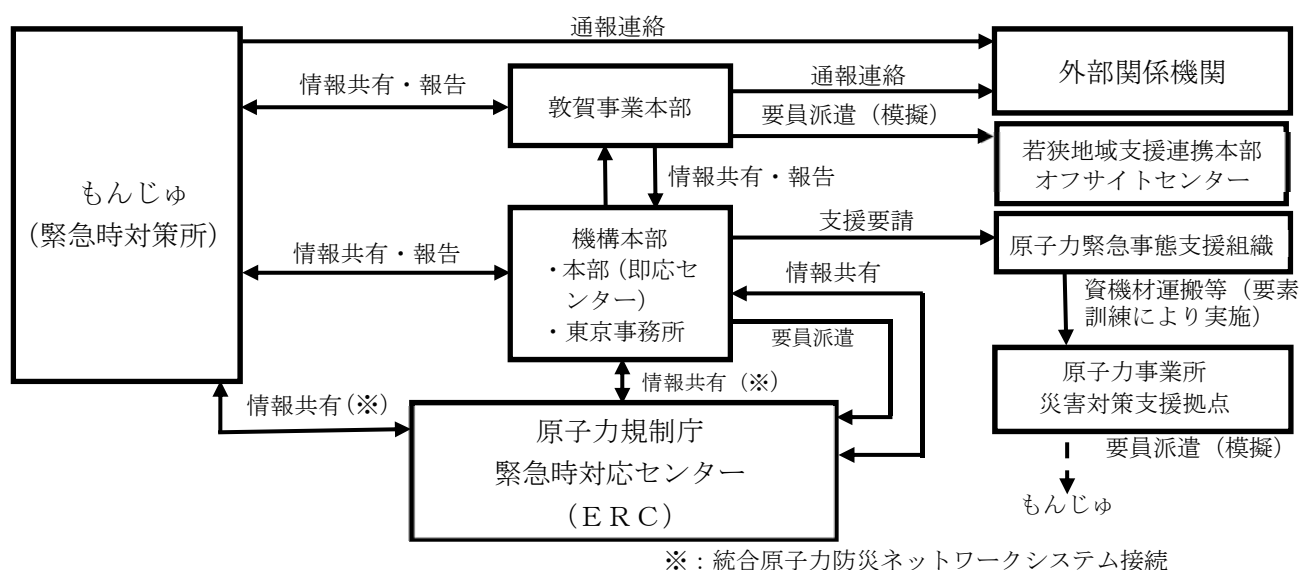 通報連絡
もんじゅ
（緊急時対策所）
情報共有・報告
敦賀事業本部
通報連絡
外部関係機関
要員派遣（模擬）
若狭地域支援連携本部
オフサイトセンター
情報共有・報告
情報共有・報告
機構本部
・本部（即応セ
ンター）
・東京事務所
支援要請
原子力緊急事態支援組織
情報共有
資機材運搬等（要素
訓練により実施）
要員派遣
原子力事業所
災害対策支援拠点
情報共有（※）
情報共有（※）
原子力規制庁
緊急時対応センター
（ＥＲＣ）
要員派遣（模擬）
もんじゅ
※：統合原子力防災ネットワークシステム接続